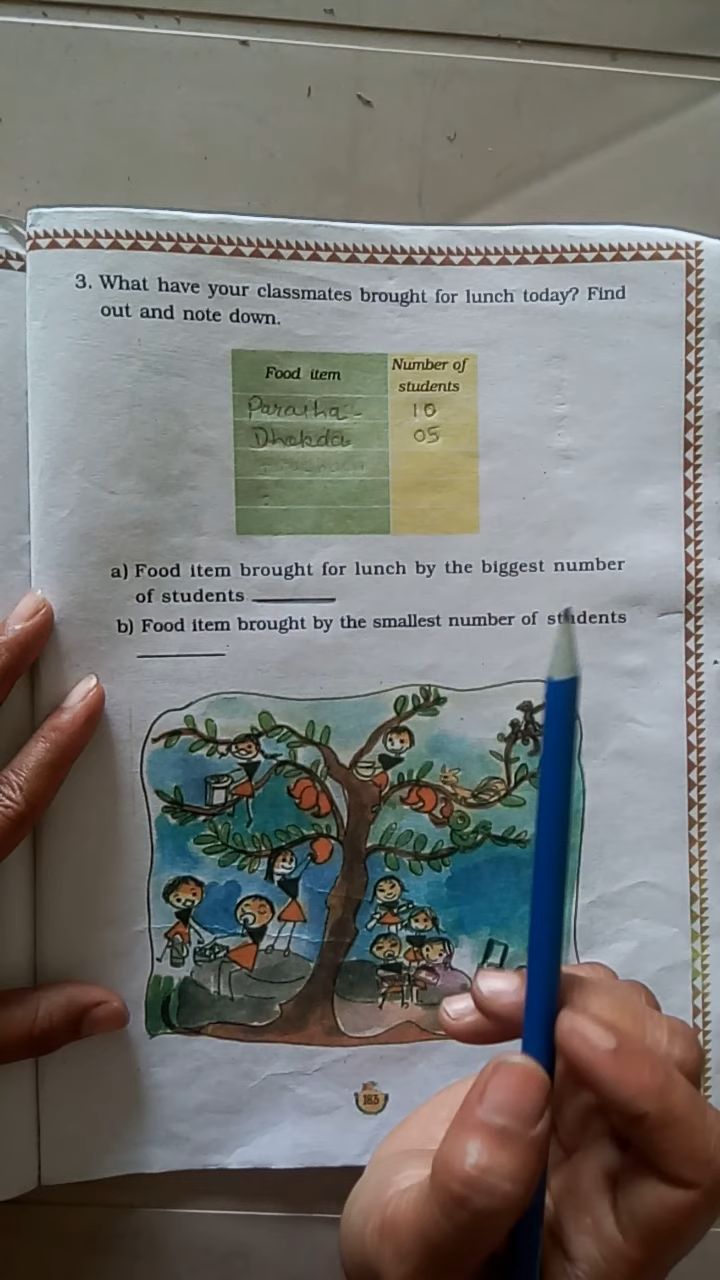 3. What have your classmates brought for lunch today? Find
out and note down.
Food item
Number of
students
Paratha - 10
Dhokda 05
a) Food item brought for lunch by the biggest number
of students
b) Food item brought by the smallest number of students
183